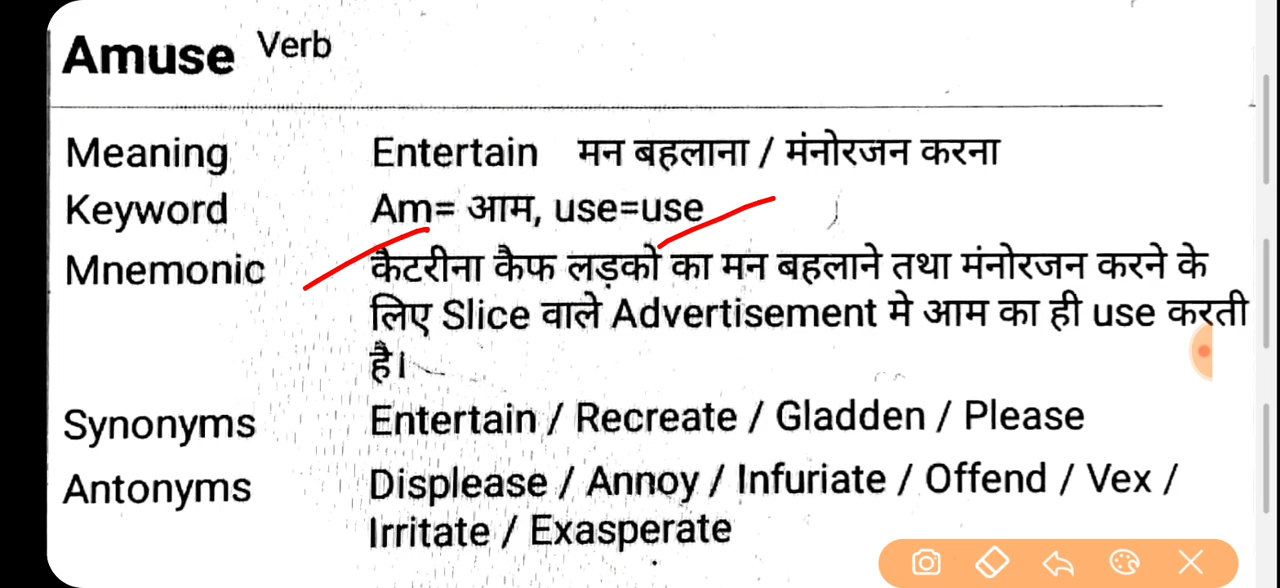 Amuse Verb
Meaning Entertain मन बहलाना / मंनोरजन करना
Keyword Am= आम, use=use
Mnemonic कैटरीना कैफ लड़को का मन बहलाने तथा मंनोरजन करने के
लिए Slice वाले Advertisement मे आम का ही use करती
है।
Synonyms Entertain / Recreate / Gladden / Please
Antonyms Displease / Annoy / Infuriate / Offend / Vex /
Irritate / Exasperate